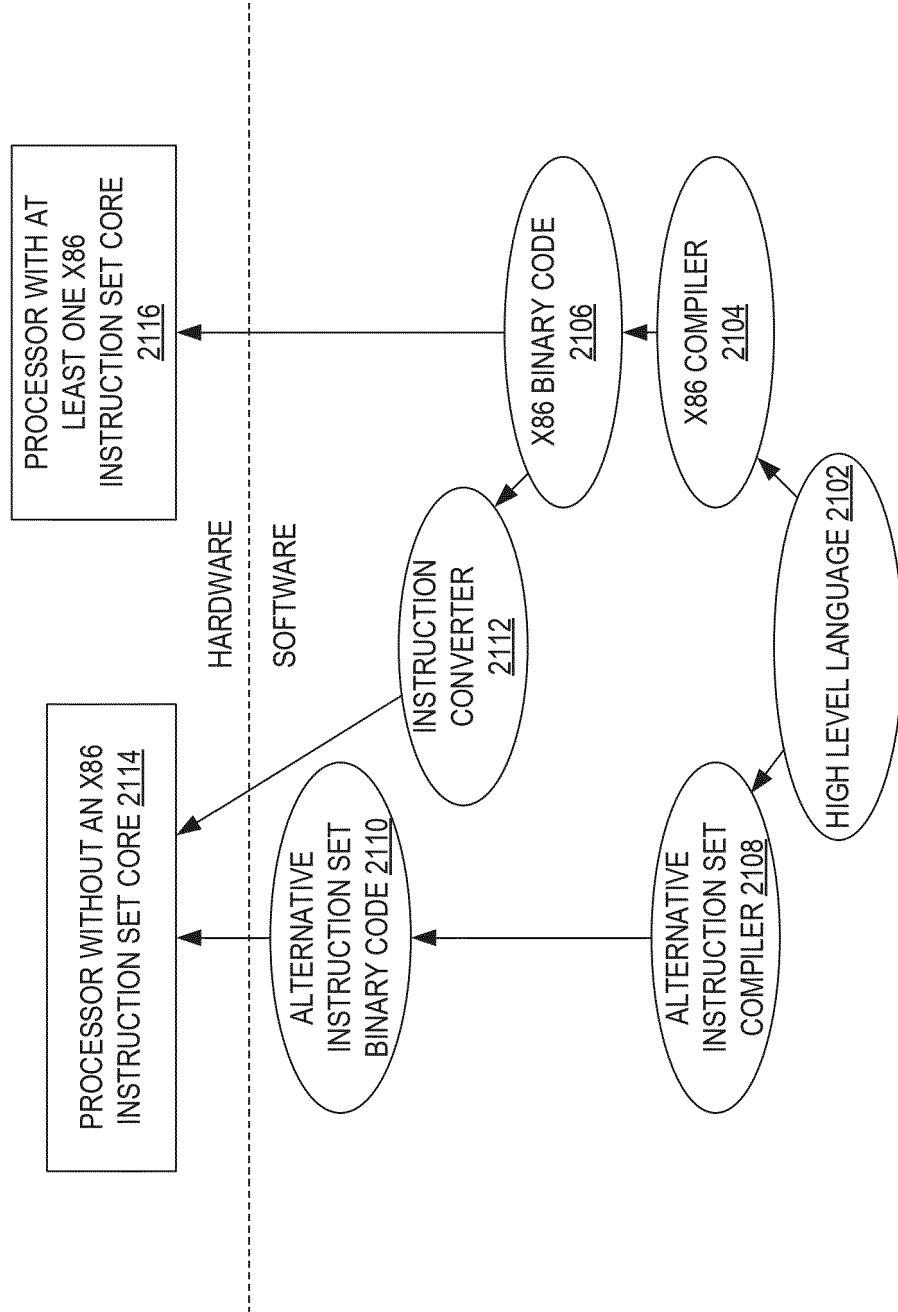 PROCESSOR WITHOUT AN X86
INSTRUCTION SET CORE 2114
PROCESSOR WITH AT
LEAST ONE X86
INSTRUCTION SET CORE
2116
HARDWARE
SOFTWARE
ALTERNATIVE
INSTRUCTION SET
BINARY CODE 2110
INSTRUCTION
CONVERTER
2112
X86 BINARY CODE
2106
ALTERNATIVE
INSTRUCTION SET
COMPILER 2108
X86 COMPILER
2104
HIGH LEVEL LANGUAGE 2102